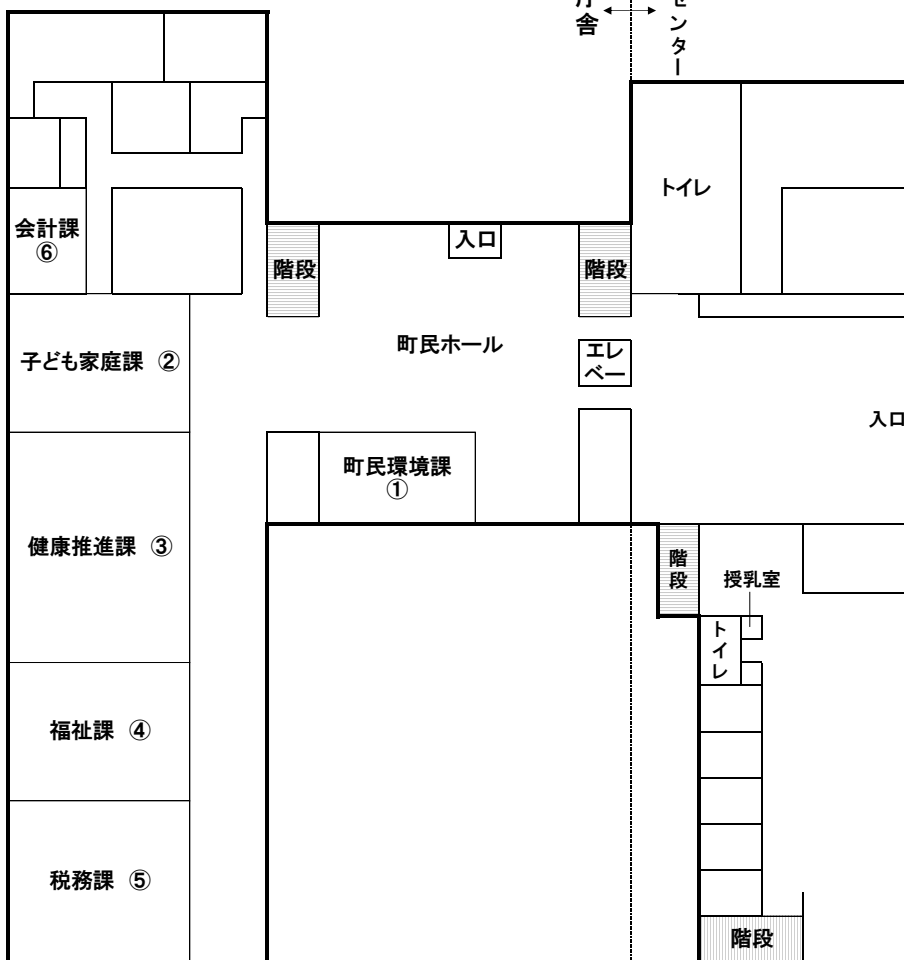 舎
センター
トイレ
会計課
⑥
階段
入口
階段
町民ホール
エレ
ベー
子ども家庭課 ②
入口
町民環境課
①
健康推進課 ③
階段
授乳室
トイレ
福祉課 ④
税務課 ⑤
階段